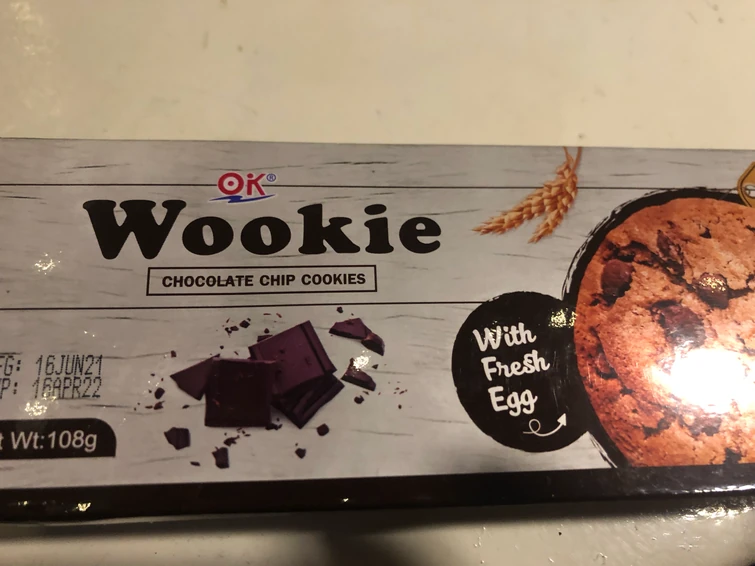 OK®
Wookie
CHOCOLATE CHIP COOKIES
With
Fresh
Egg
FG: 16JUN21
P: 16APR22
t Wt:108g